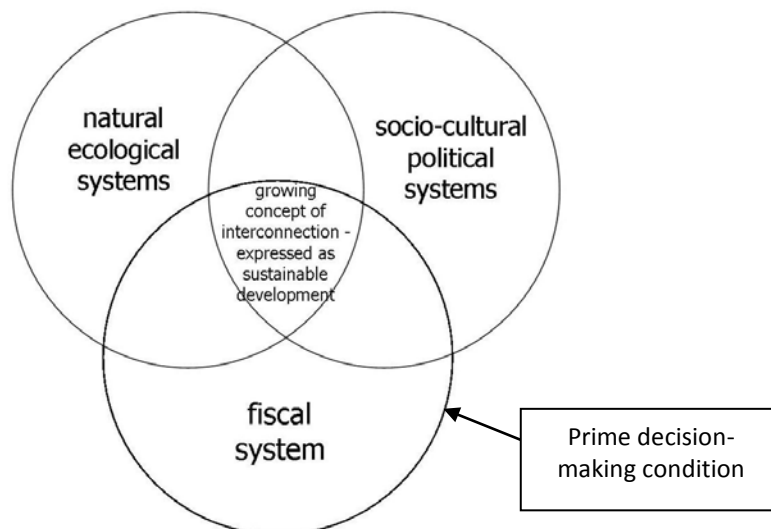 natural
ecological
systems
socio-cultural
political
systems
growing
concept of
interconnection -
expressed as
sustainable
development
fiscal
system
Prime decision-
making condition